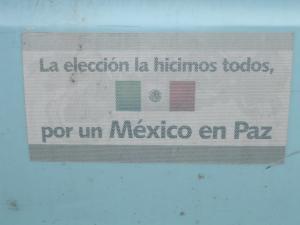 La elección la hicimos todos,
por un México en Paz